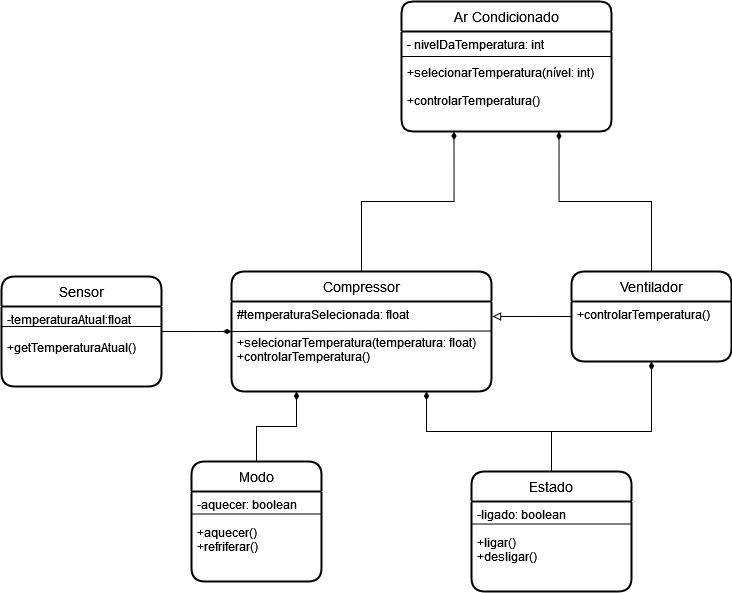 Ar Condicionado
- nivelDaTemperatura: int
+selecionarTemperatura(nível: int)
+controlarTemperatura()
Sensor
-temperaturaAtual:float
+getTemperaturaAtual()
Compressor
#temperaturaSelecionada: float
+selecionarTemperatura(temperatura: float)
+controlarTemperatura()
Ventilador
+controlarTemperatura()
Modo
-aquecer: boolean
+aquecer()
+refriferar()
Estado
-ligado: boolean
+ligar()
+desligar()